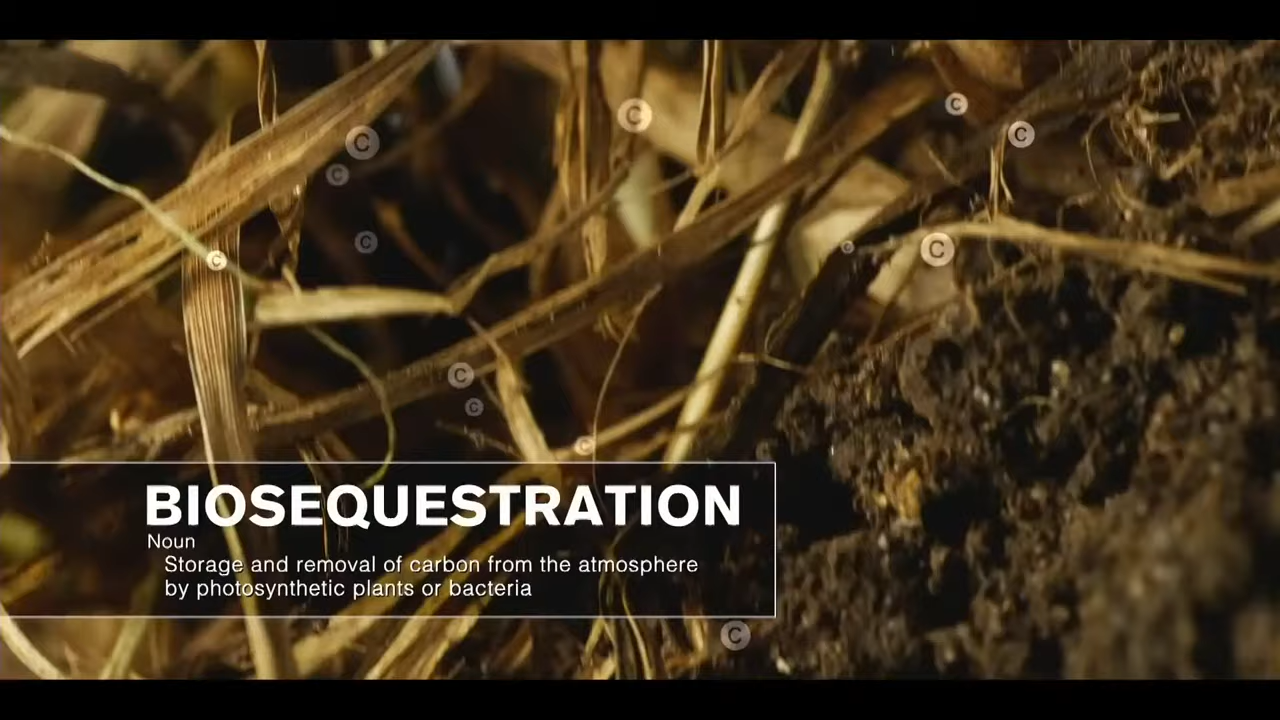 C
C
C
C
C
C
C
C
C
C
C
C
BIOSEQUESTRATION
Noun
Storage and removal of carbon from the atmosphere
by photosynthetic plants or bacteria
C